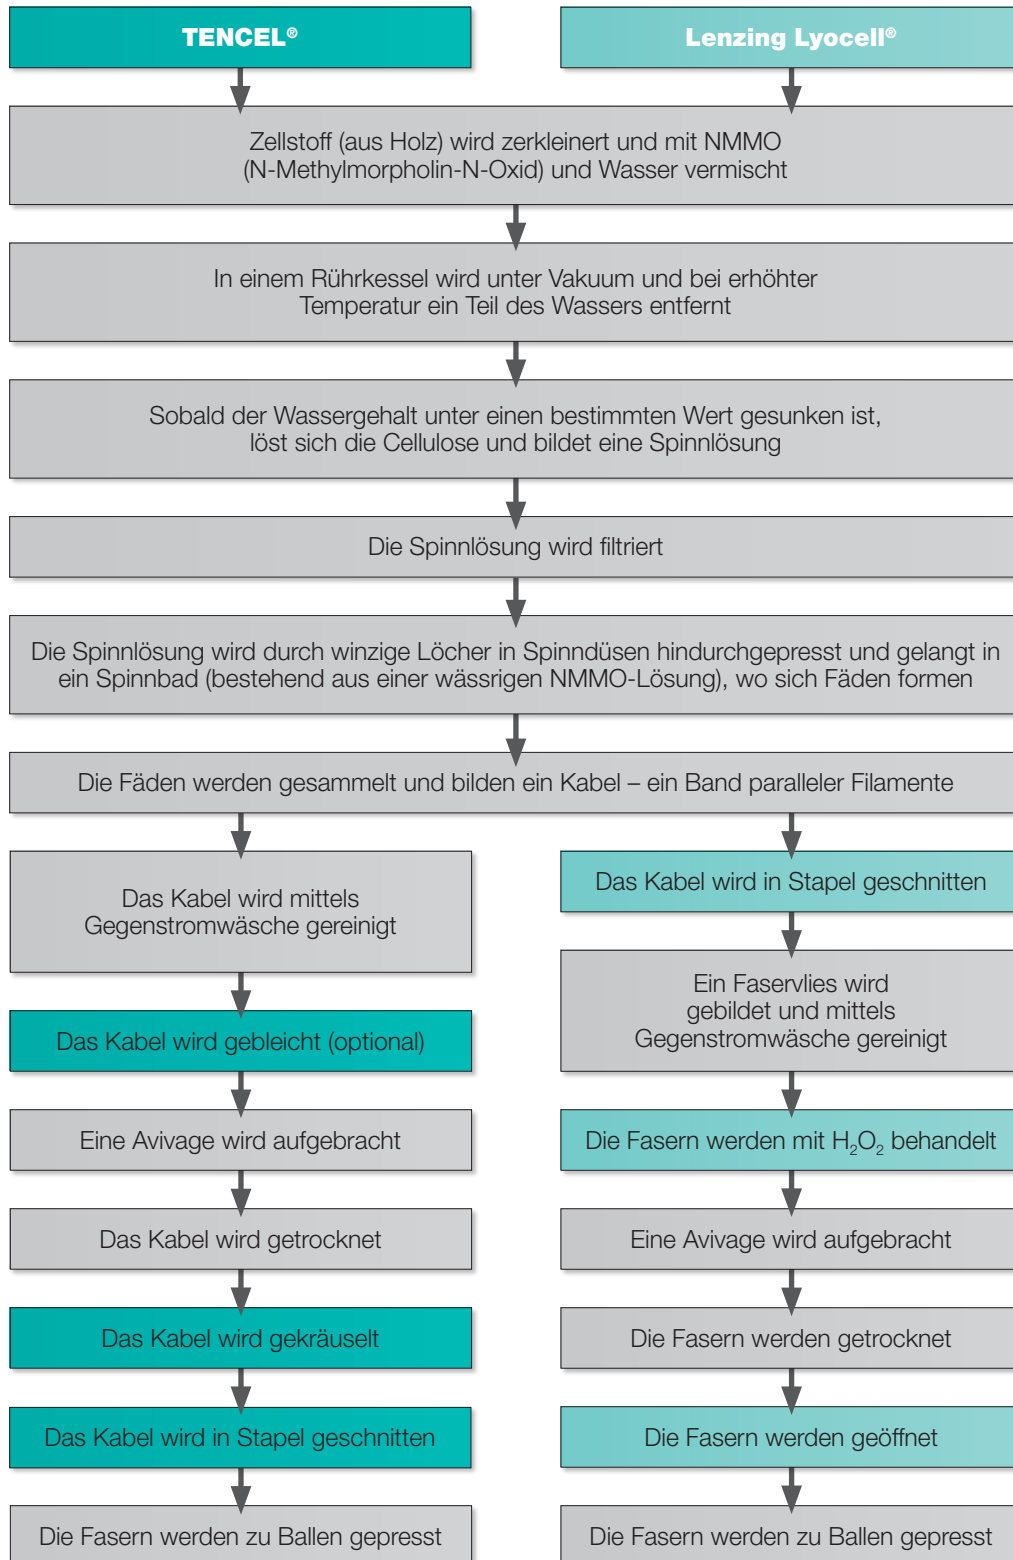 TENCEL®
Lenzing Lyocell®
Zellstoff (aus Holz) wird zerkleinert und mit NMMO
(N-Methylmorpholin-N-Oxid) und Wasser vermischt
In einem Rührkessel wird unter Vakuum und bei erhöhter
Temperatur ein Teil des Wassers entfernt
Sobald der Wassergehalt unter einen bestimmten Wert gesunken ist,
löst sich die Cellulose und bildet eine Spinnlösung
Die Spinnlösung wird filtriert
Die Spinnlösung wird durch winzige Löcher in Spinndüsen hindurchgepresst und gelangt in
ein Spinnbad (bestehend aus einer wässrigen NMMO-Lösung), wo sich Fäden formen
Die Fäden werden gesammelt und bilden ein Kabel – ein Band paralleler Filamente
Das Kabel wird mittels
Gegenstromwäsche gereinigt
Das Kabel wird gebleicht (optional)
Eine Avivage wird aufgebracht
Das Kabel wird getrocknet
Das Kabel wird gekräuselt
Das Kabel wird in Stapel geschnitten
Die Fasern werden zu Ballen gepresst
Das Kabel wird in Stapel geschnitten
Ein Faservlies wird
gebildet und mittels
Gegenstromwäsche gereinigt
Die Fasern werden mit H₂O₂ behandelt
Eine Avivage wird aufgebracht
Die Fasern werden getrocknet
Die Fasern werden geöffnet
Die Fasern werden zu Ballen gepresst